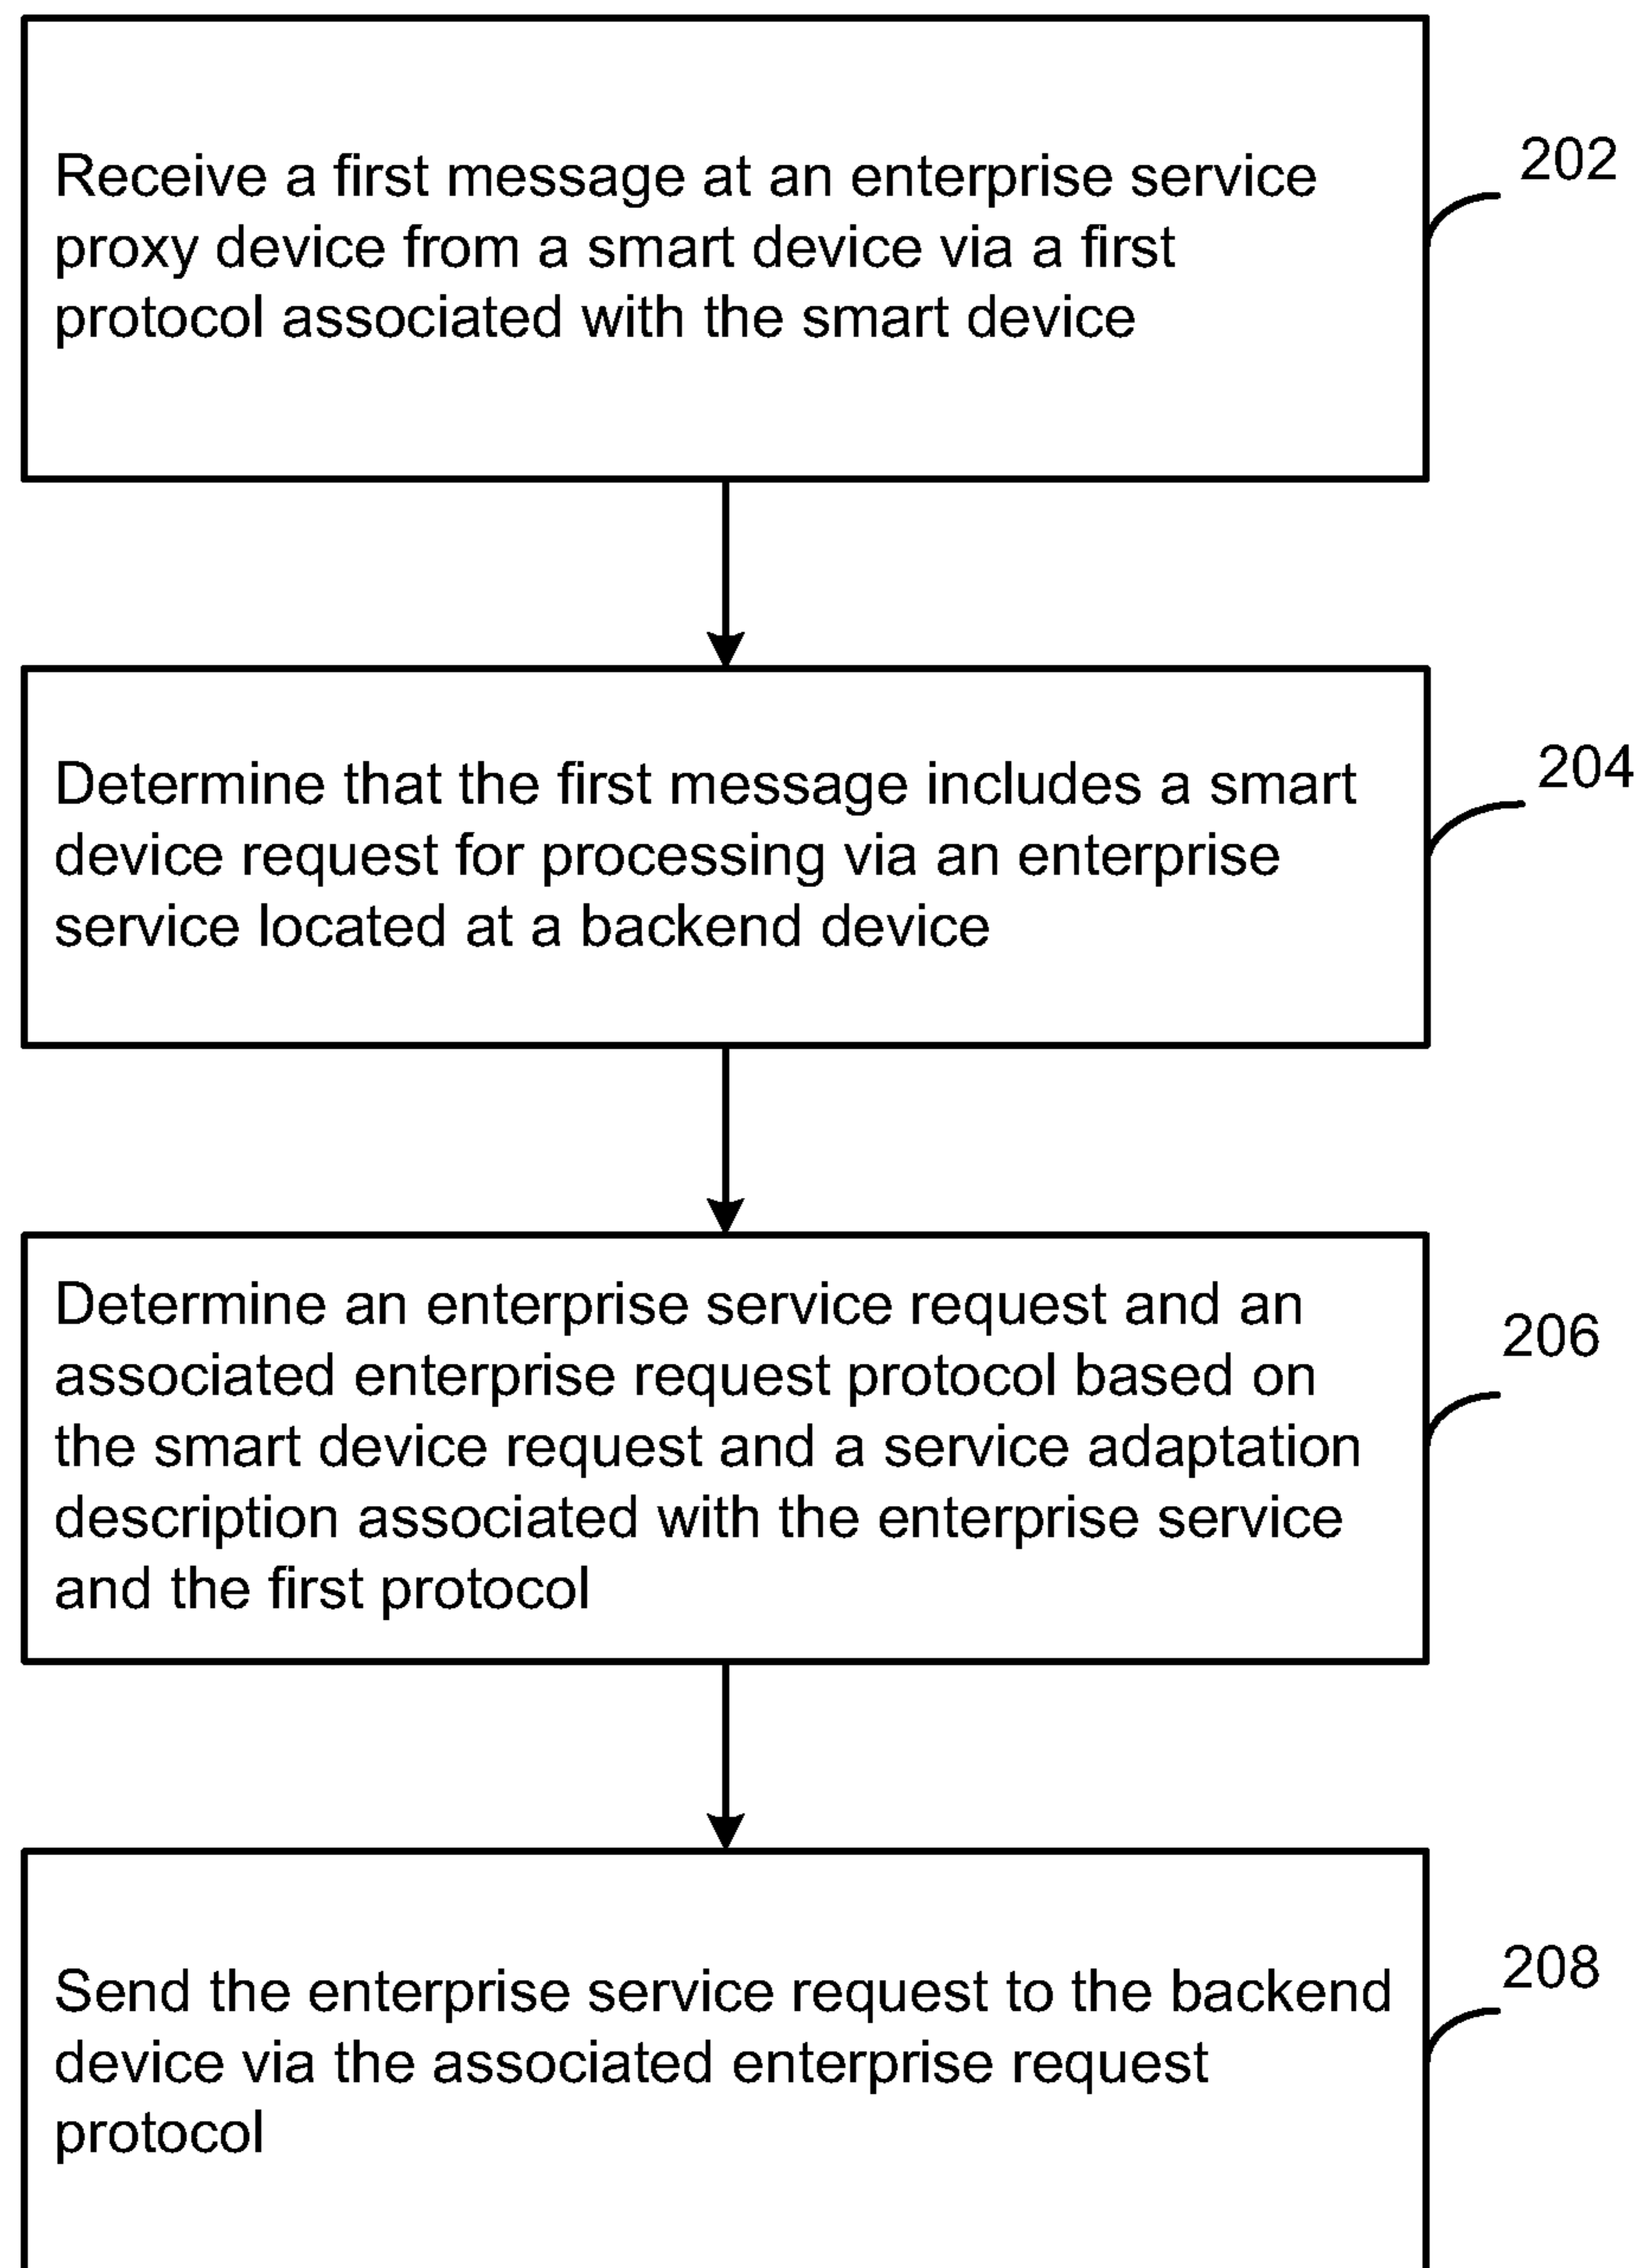 Receive a first message at an enterprise service
proxy device from a smart device via a first
protocol associated with the smart device
202
Determine that the first message includes a smart
device request for processing via an enterprise
service located at a backend device
204
Determine an enterprise service request and an
associated enterprise request protocol based on
the smart device request and a service adaptation
description associated with the enterprise service
and the first protocol
206
Send the enterprise service request to the backend
device via the associated enterprise request
protocol
208